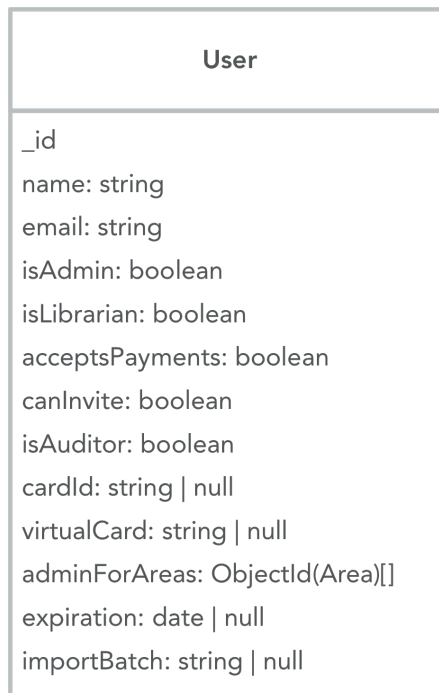 User
_id
name: string
email: string
isAdmin: boolean
isLibrarian: boolean
acceptsPayments: boolean
canInvite: boolean
isAuditor: boolean
cardId: string | null
virtualCard: string | null
adminForAreas: ObjectId(Area)[]
expiration: date | null
importBatch: string | null